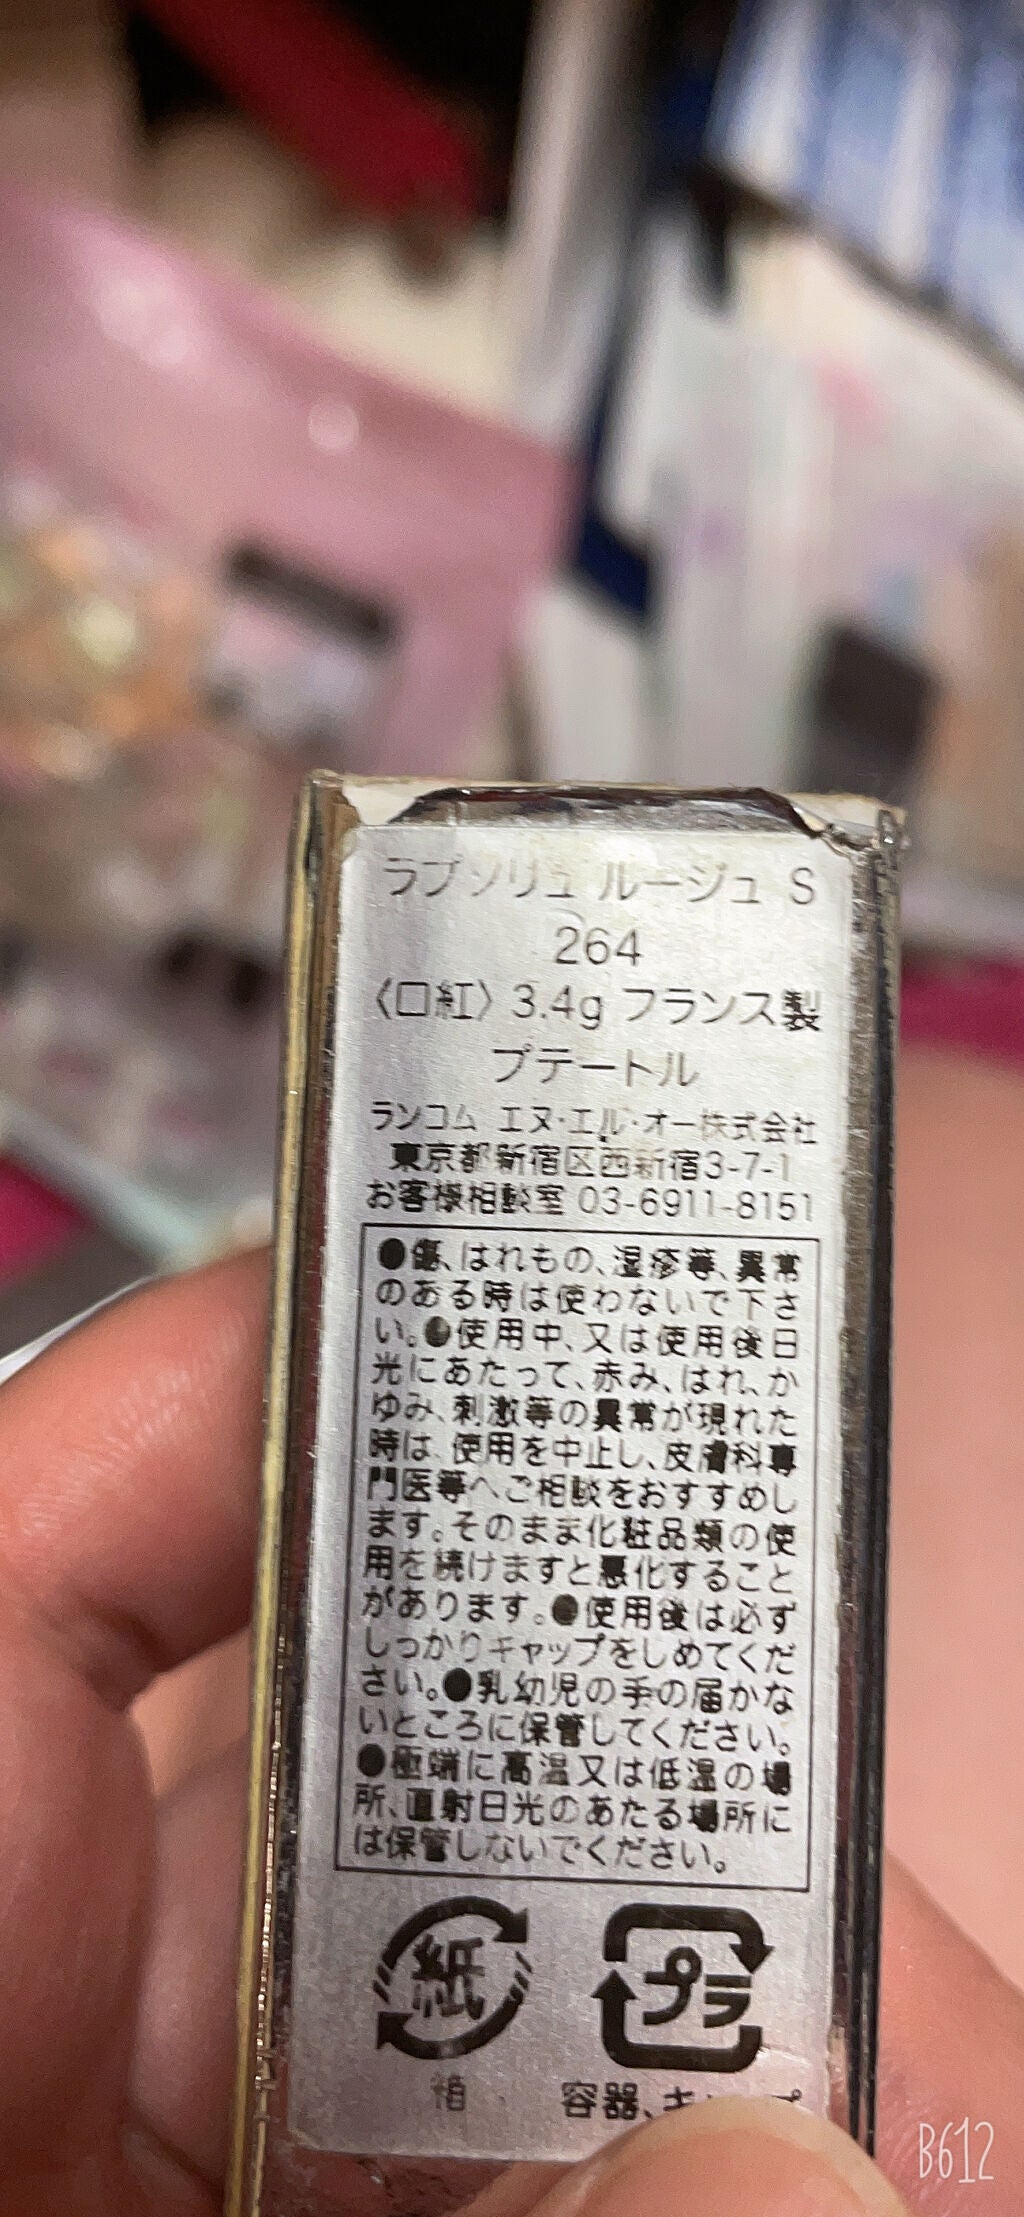 ラプソリュ ルージュ S
264
〈口紅〉3.4g フランス製
プテートル
ランコム エヌ・エル・オー株式会社
東京都新宿区西新宿3-7-1
お客様相談室 03-6911-8151
●傷、はれもの、湿疹等、異常
のある時は使わないで下さ
い。●使用中、又は使用後日
光にあたって、赤み、はれ、か
ゆみ、刺激等の異常が現れた
時は、使用を中止し、皮膚科専
門医等へご相談をおすすめし
ます。そのまま化粧品類の使
用を続けますと悪化すること
があります。●使用後は必ず
しっかりキャップをしめてくだ
さい。●乳幼児の手の届かな
いところに保管してください。
●極端に高温又は低温の場
所、直射日光のあたる場所に
は保管しないでください。
紙 プラ
箱 容器、キャップ
B612